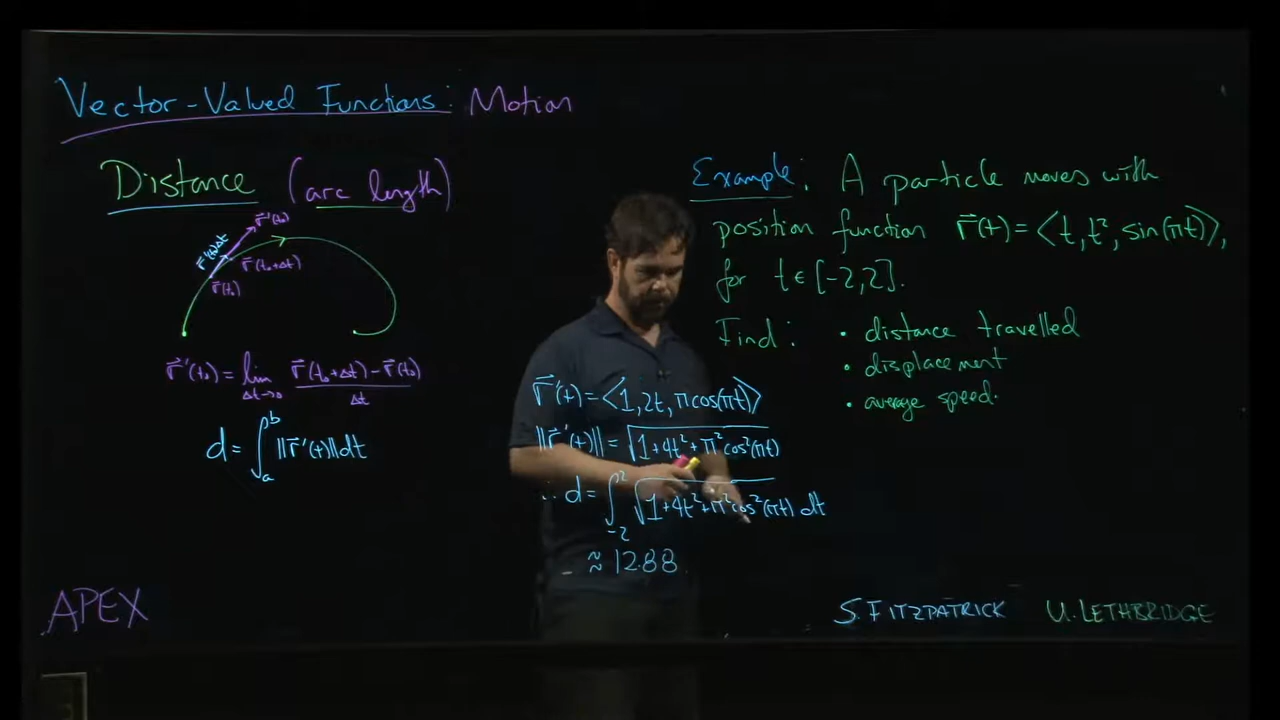 Vector-Valued Functions: Motion
Distance (arc length)
r⃗'(t₀)
r⃗'(t₀)Δt
r⃗(t₀+Δt)
r⃗(t₀)
r⃗'(t₀) = lim Δt→0 r⃗(t₀+Δt) - r⃗(t₀) / Δt
d = ∫ₐᵇ ||r⃗'(t)|| dt
Example: A particle moves with
position function r⃗(t) = ⟨t, t², sin(πt)⟩,
for t ∈ [-2, 2].
Find: • distance travelled
• displacement
• average speed.
r⃗'(t) = ⟨1, 2t, πcos(πt)⟩
||r⃗'(t)|| = √(1+4t²+π²cos²(πt)
∴ d = ∫₋₂² √(1+4t²+π²cos²(πt) dt
≈ 12.88
APEX
S. FITZPATRICK U. LETHBRIDGE